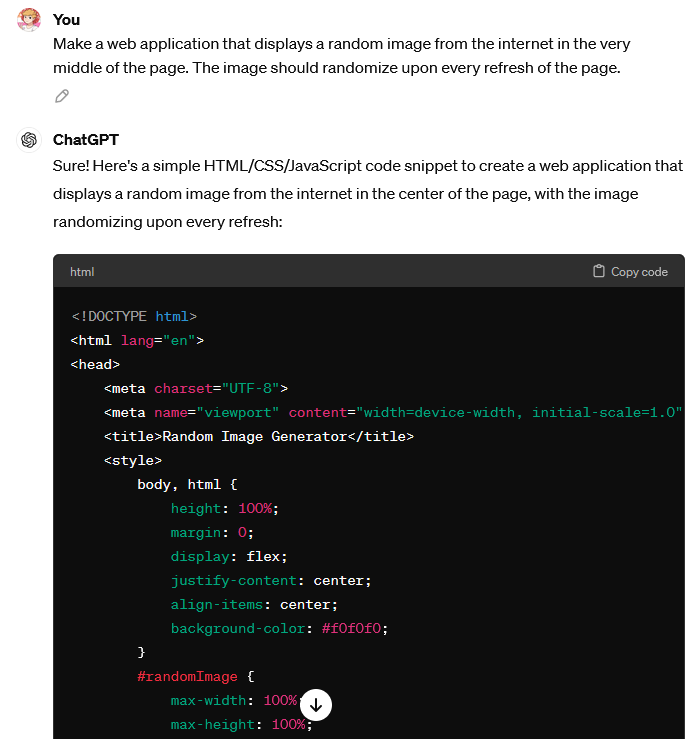 You
Make a web application that displays a random image from the internet in the very
middle of the page. The image should randomize upon every refresh of the page.
ChatGPT
Sure! Here's a simple HTML/CSS/JavaScript code snippet to create a web application that
displays a random image from the internet in the center of the page, with the image
randomizing upon every refresh:
html Copy code
<!DOCTYPE html>
<html lang="en">
<head>
    <meta charset="UTF-8">
    <meta name="viewport" content="width=device-width, initial-scale=1.0"
    <title>Random Image Generator</title>
    <style>
        body, html {
            height: 100%;
            margin: 0;
            display: flex;
            justify-content: center;
            align-items: center;
            background-color: #f0f0f0;
        }
        #randomImage {
            max-width: 100%;
            max-height: 100%;